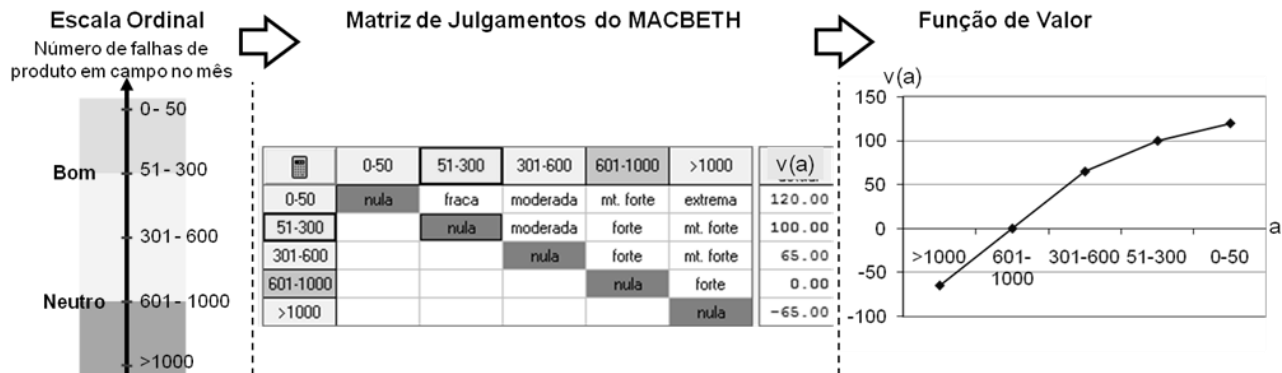 Escala Ordinal
Número de falhas de
produto em campo no mês
0 - 50
Bom
51 - 300
301 - 600
Neutro
601 - 1000
>1000
Matriz de Julgamentos do MACBETH
0-50 51-300 301-600 601-1000 >1000 v(a)
0-50 nula fraca moderada mt. forte extrema 120.00
51-300 nula moderada forte mt. forte 100.00
301-600 nula forte mt. forte 65.00
601-1000 nula forte 0.00
>1000 nula -65.00
Função de Valor
v(a)
150
100
50
0
-50
-100
a
>1000 601-1000 301-600 51-300 0-50